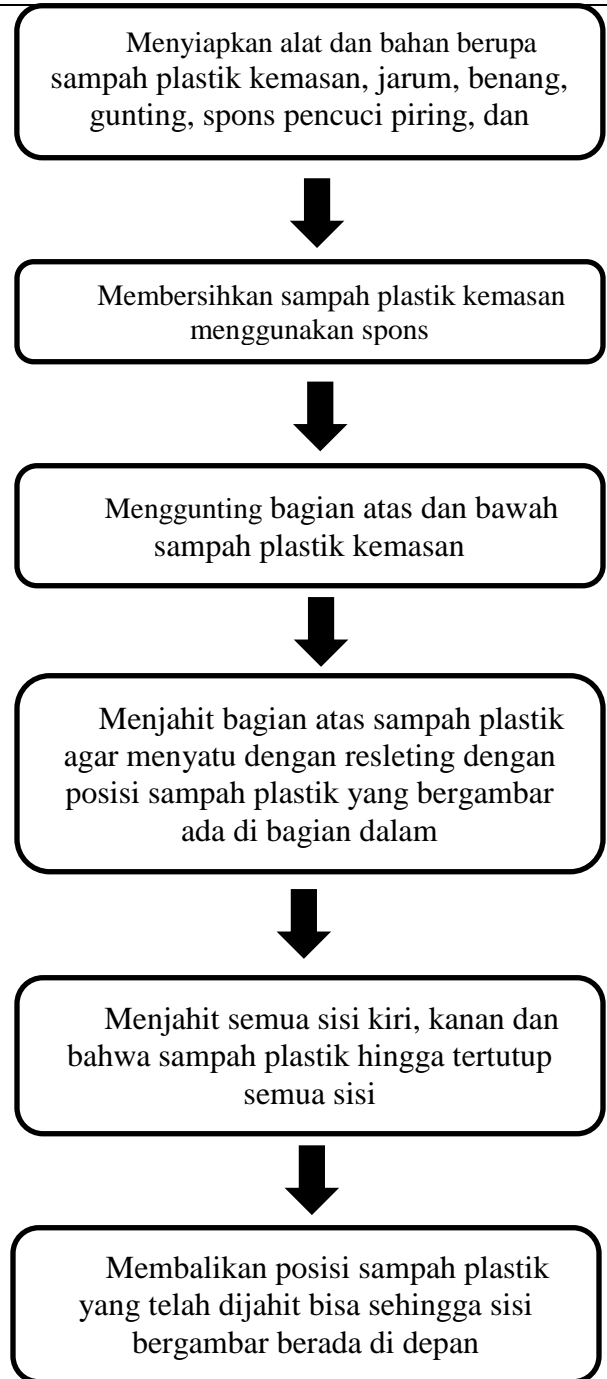 Menyiapkan alat dan bahan berupa
sampah plastik kemasan, jarum, benang,
gunting, spons pencuci piring, dan
Membersihkan sampah plastik kemasan
menggunakan spons
Menggunting bagian atas dan bawah
sampah plastik kemasan
Menjahit bagian atas sampah plastik
agar menyatu dengan resleting dengan
posisi sampah plastik yang bergambar
ada di bagian dalam
Menjahit semua sisi kiri, kanan dan
bahwa sampah plastik hingga tertutup
semua sisi
Membalikan posisi sampah plastik
yang telah dijahit bisa sehingga sisi
bergambar berada di depan